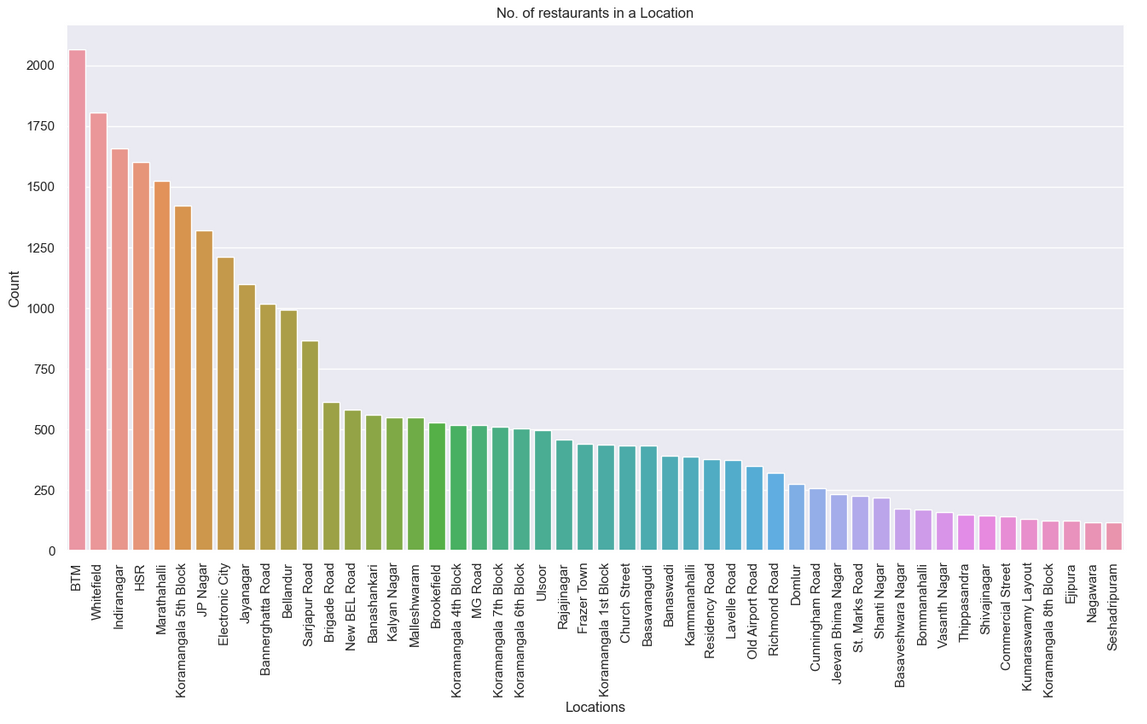 No. of restaurants in a Location
2000
1750
1500
1250
1000
750
500
250
0
Count
BTM
Whitefield
Indiranagar
HSR
Marathahalli
Koramangala 5th Block
JP Nagar
Electronic City
Jayanagar
Bannerghatta Road
Bellandur
Sarjapur Road
Brigade Road
New BEL Road
Banashankari
Kalyan Nagar
Malleshwaram
Brookefield
Koramangala 4th Block
MG Road
Koramangala 7th Block
Koramangala 6th Block
Ulsoor
Rajajinagar
Frazer Town
Koramangala 1st Block
Church Street
Basavanagudi
Banaswadi
Kammanahalli
Residency Road
Lavelle Road
Old Airport Road
Richmond Road
Domlur
Cunningham Road
Jeevan Bhima Nagar
St. Marks Road
Shanti Nagar
Basaveshwara Nagar
Bommanahalli
Vasanth Nagar
Thippasandra
Shivajinagar
Commercial Street
Kumaraswamy Layout
Koramangala 8th Block
Ejipura
Nagawara
Seshadripuram
Locations